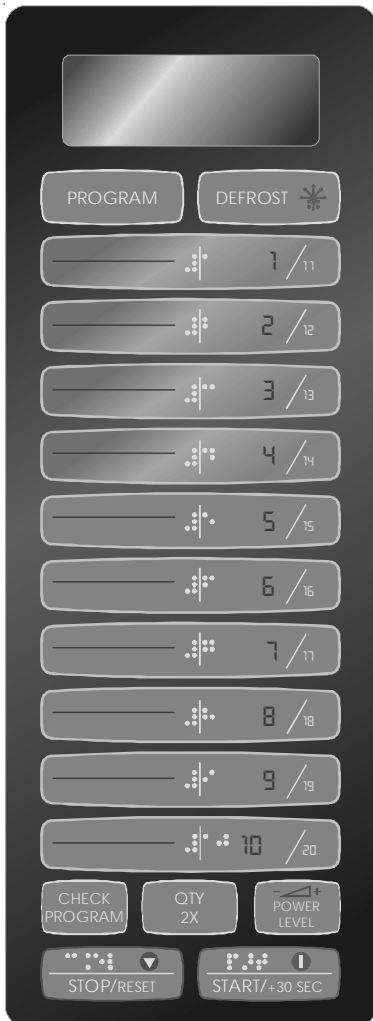 PROGRAM
DEFROST
1/11
2/12
3/13
4/14
5/15
6/16
7/17
8/18
9/19
10/20
CHECK PROGRAM
QTY 2X
-+ POWER LEVEL
STOP/RESET
START/+30 SEC